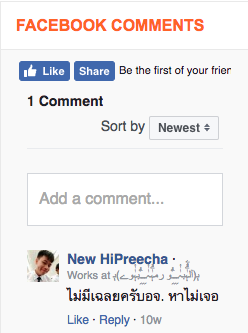 FACEBOOK COMMENTS
Like Share Be the first of your frien
1 Comment
Sort by Newest
Add a comment...
New HiPreecha ·
Works at
ไม่มีเฉลยครับอจ. หาไม่เจอ
Like · Reply · 10w